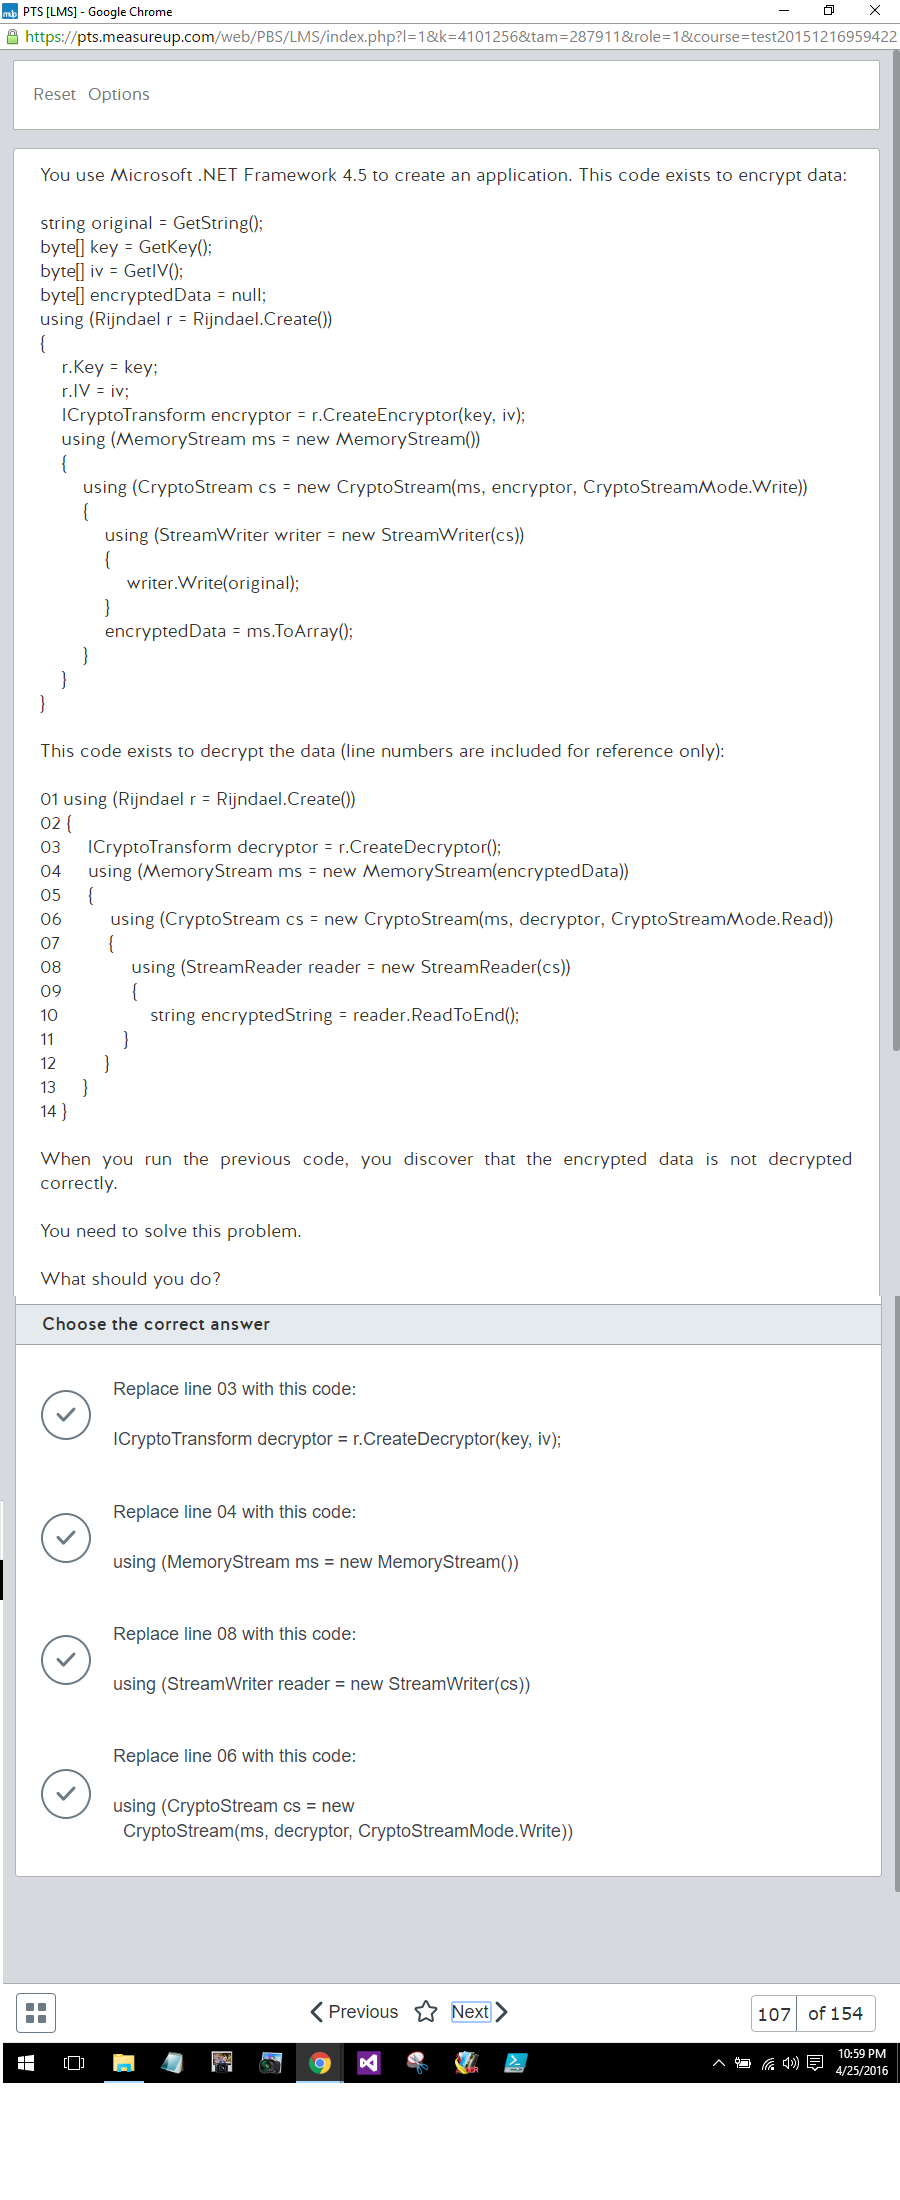 PTS [LMS] - Google Chrome
https://pts.measureup.com/web/PBS/LMS/index.php?l=1&k=4101256&tam=287911&role=1&course=test20151216959422
Reset Options
You use Microsoft .NET Framework 4.5 to create an application. This code exists to encrypt data:
string original = GetString();
byte[] key = GetKey();
byte[] iv = GetIV();
byte[] encryptedData = null;
using (Rijndael r = Rijndael.Create())
{
r.Key = key;
r.IV = iv;
ICryptoTransform encryptor = r.CreateEncryptor(key, iv);
using (MemoryStream ms = new MemoryStream())
{
using (CryptoStream cs = new CryptoStream(ms, encryptor, CryptoStreamMode.Write))
{
using (StreamWriter writer = new StreamWriter(cs))
{
writer.Write(original);
}
encryptedData = ms.ToArray();
}
}
}
This code exists to decrypt the data (line numbers are included for reference only):
01 using (Rijndael r = Rijndael.Create())
02 {
03 ICryptoTransform decryptor = r.CreateDecryptor();
04 using (MemoryStream ms = new MemoryStream(encryptedData))
05 {
06 using (CryptoStream cs = new CryptoStream(ms, decryptor, CryptoStreamMode.Read))
07 {
08 using (StreamReader reader = new StreamReader(cs))
09 {
10 string encryptedString = reader.ReadToEnd();
11 }
12 }
13 }
14 }
When you run the previous code, you discover that the encrypted data is not decrypted
correctly.
You need to solve this problem.
What should you do?
Choose the correct answer
Replace line 03 with this code:
ICryptoTransform decryptor = r.CreateDecryptor(key, iv);
Replace line 04 with this code:
using (MemoryStream ms = new MemoryStream())
Replace line 08 with this code:
using (StreamWriter reader = new StreamWriter(cs))
Replace line 06 with this code:
using (CryptoStream cs = new
CryptoStream(ms, decryptor, CryptoStreamMode.Write))
Previous Next
107 of 154
10:59 PM
4/25/2016